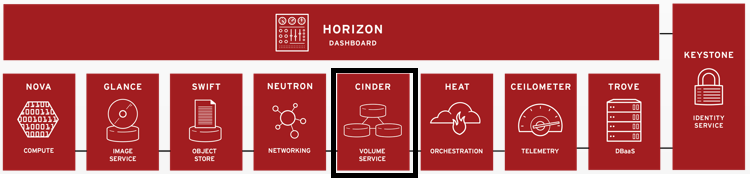 HORIZON
DASHBOARD
KEYSTONE
IDENTITY
SERVICE
NOVA
COMPUTE
GLANCE
IMAGE
SERVICE
SWIFT
OBJECT
STORE
NEUTRON
NETWORKING
CINDER
VOLUME
SERVICE
HEAT
ORCHESTRATION
CEILOMETER
TELEMETRY
TROVE
DBaaS